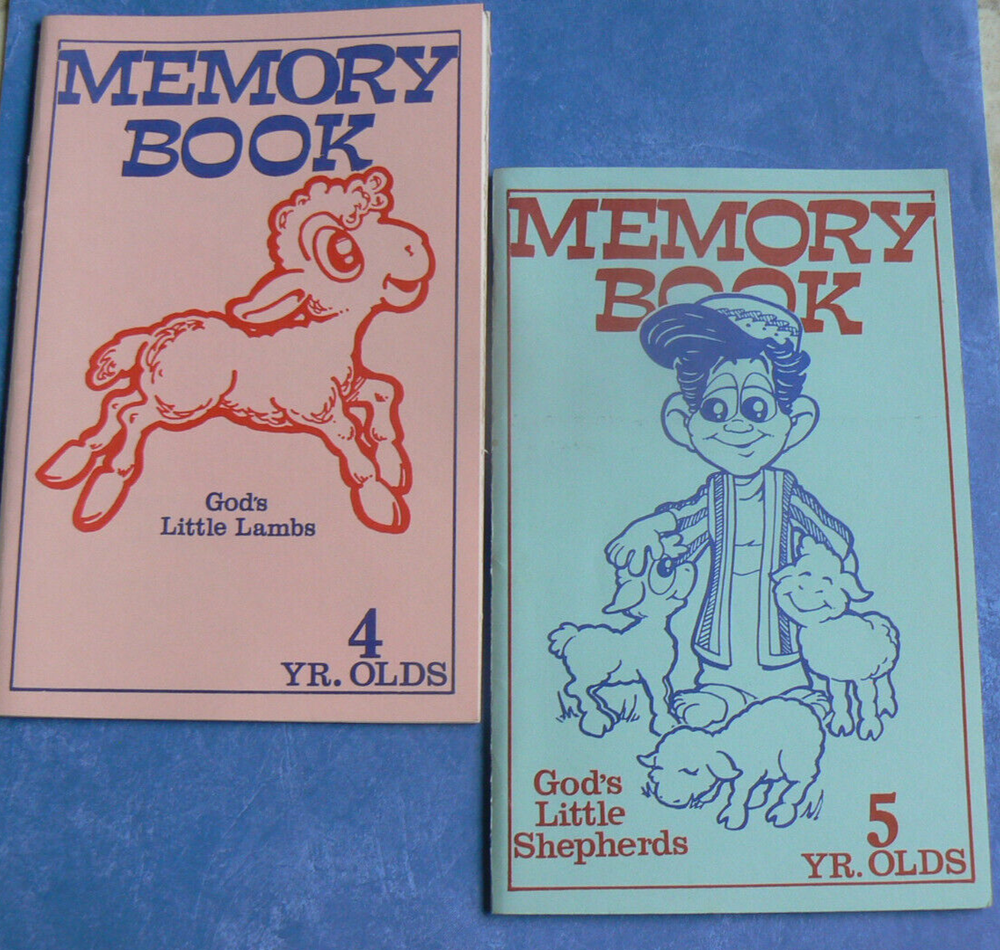 MEMORY
BOOK
God's
Little Lambs
4
YR. OLDS
MEMORY
BOOK
God's
Little
Shepherds
5
YR. OLDS